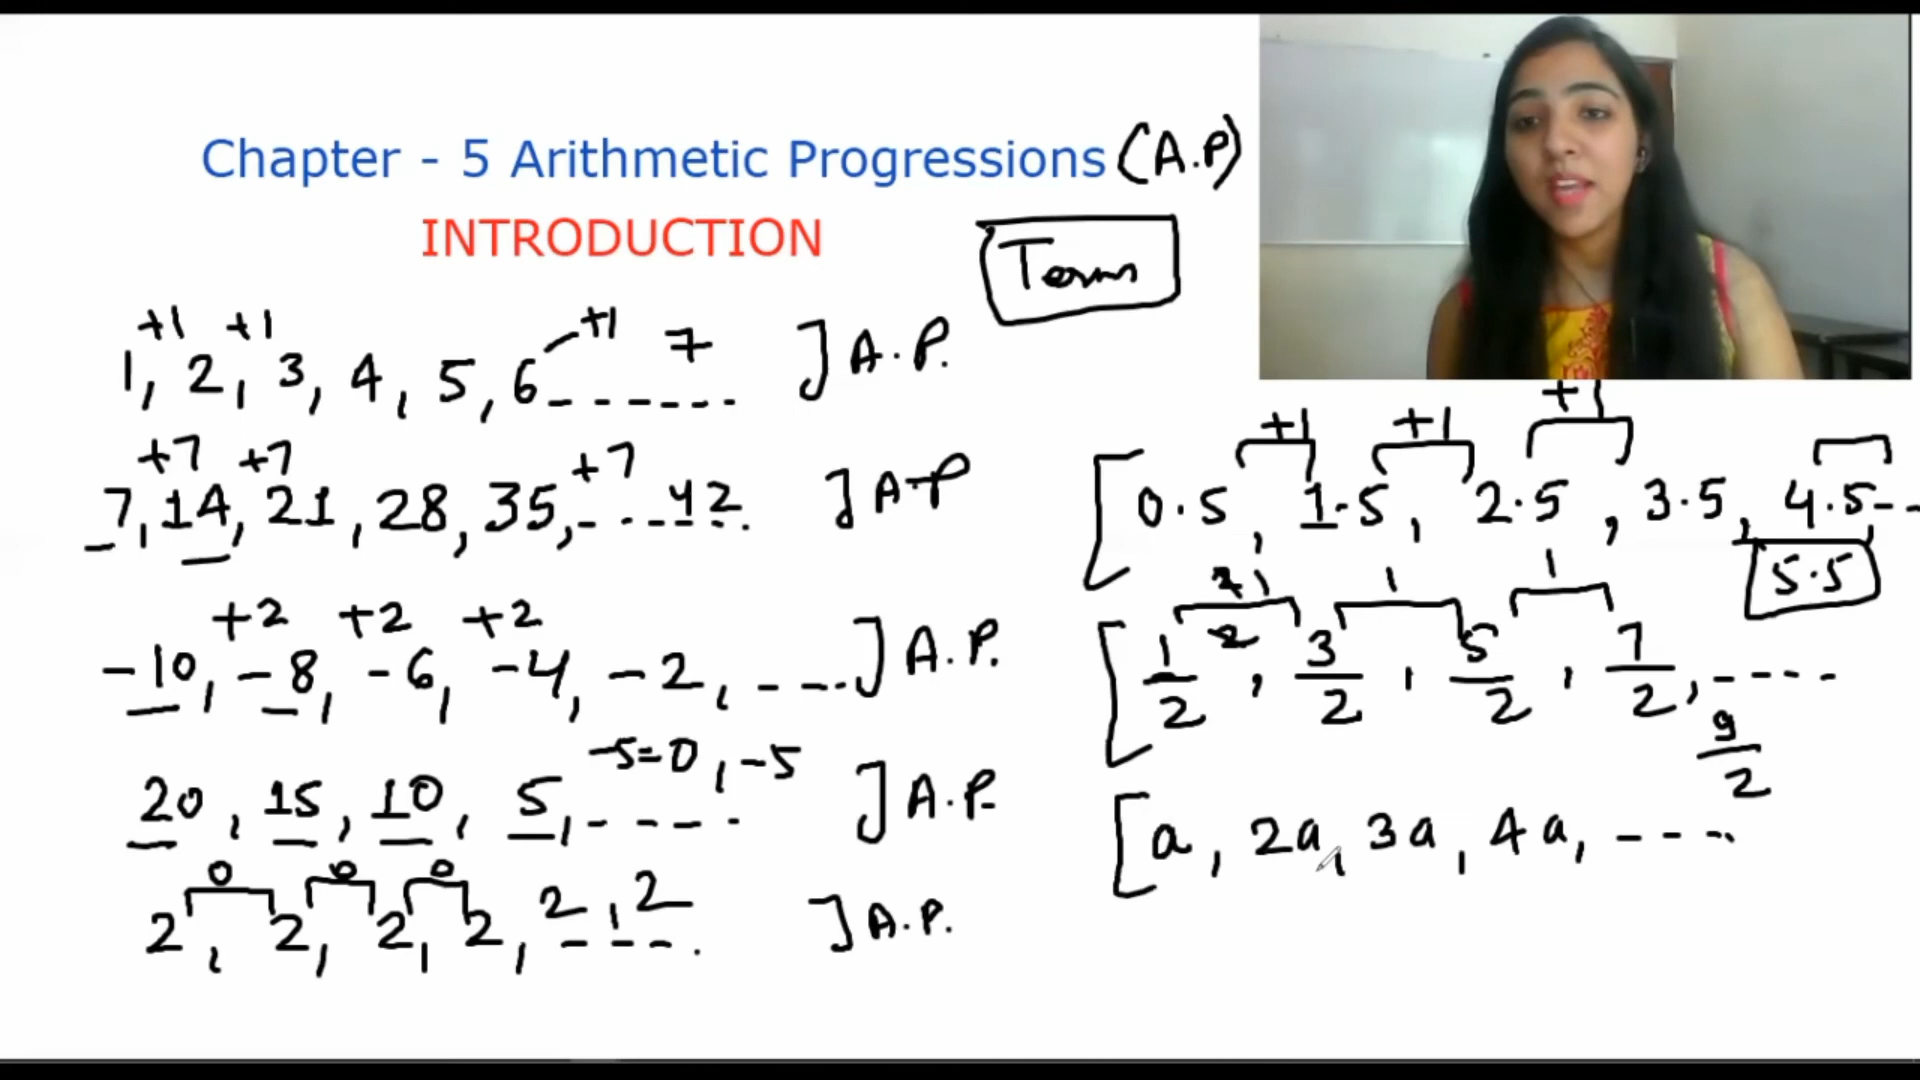 Chapter - 5 Arithmetic Progressions (A.P)
INTRODUCTION
Terms
+1 +1 +1 7
1, 2, 3, 4, 5, 6 ------ ] A.P.
+7 +7 +7
7, 14, 21, 28, 35, - - 42 - - . ] A.P
+2 +2 +2
-10, -8, -6, -4, -2, ---- ] A.P.
-5=0, -5
20, 15, 10, 5, ----- ] A.P.
0 0 0
2, 2, 2, 2, 2, 2 ---. ] A.P.
+1 +1 +1
[ 0.5, 1.5, 2.5, 3.5, 4.5--
5.5
1 1 1
[ 1/2, 3/2, 5/2, 7/2, ----
9/2
[ a, 2a, 3a, 4a, ----